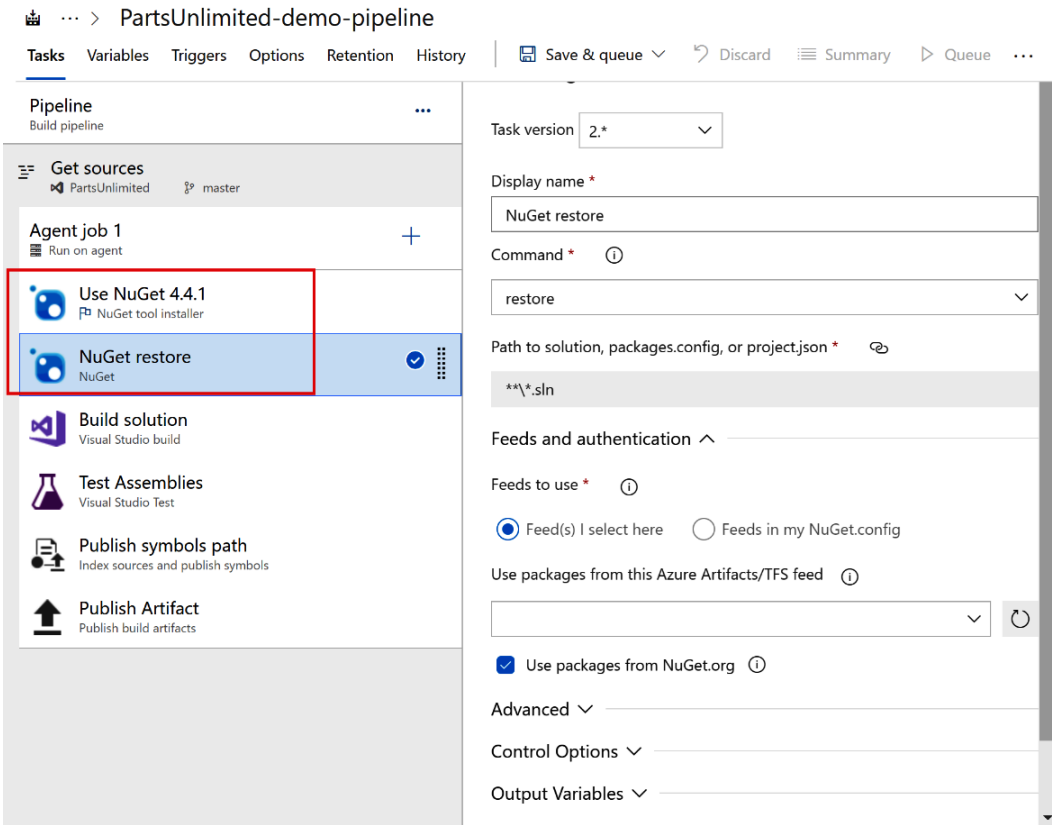 PartsUnlimited-demo-pipeline
Tasks Variables Triggers Options Retention History Save & queue Discard Summary Queue
Pipeline
Build pipeline
Get sources
PartsUnlimited master
Agent job 1
Run on agent
Use NuGet 4.4.1
NuGet tool installer
NuGet restore
NuGet
Build solution
Visual Studio build
Test Assemblies
Visual Studio Test
Publish symbols path
Index sources and publish symbols
Publish Artifact
Publish build artifacts
Task version 2.*
Display name *
NuGet restore
Command *
restore
Path to solution, packages.config, or project.json *
**\*.sln
Feeds and authentication
Feeds to use *
Feed(s) I select here Feeds in my NuGet.config
Use packages from this Azure Artifacts/TFS feed
Use packages from NuGet.org
Advanced
Control Options
Output Variables